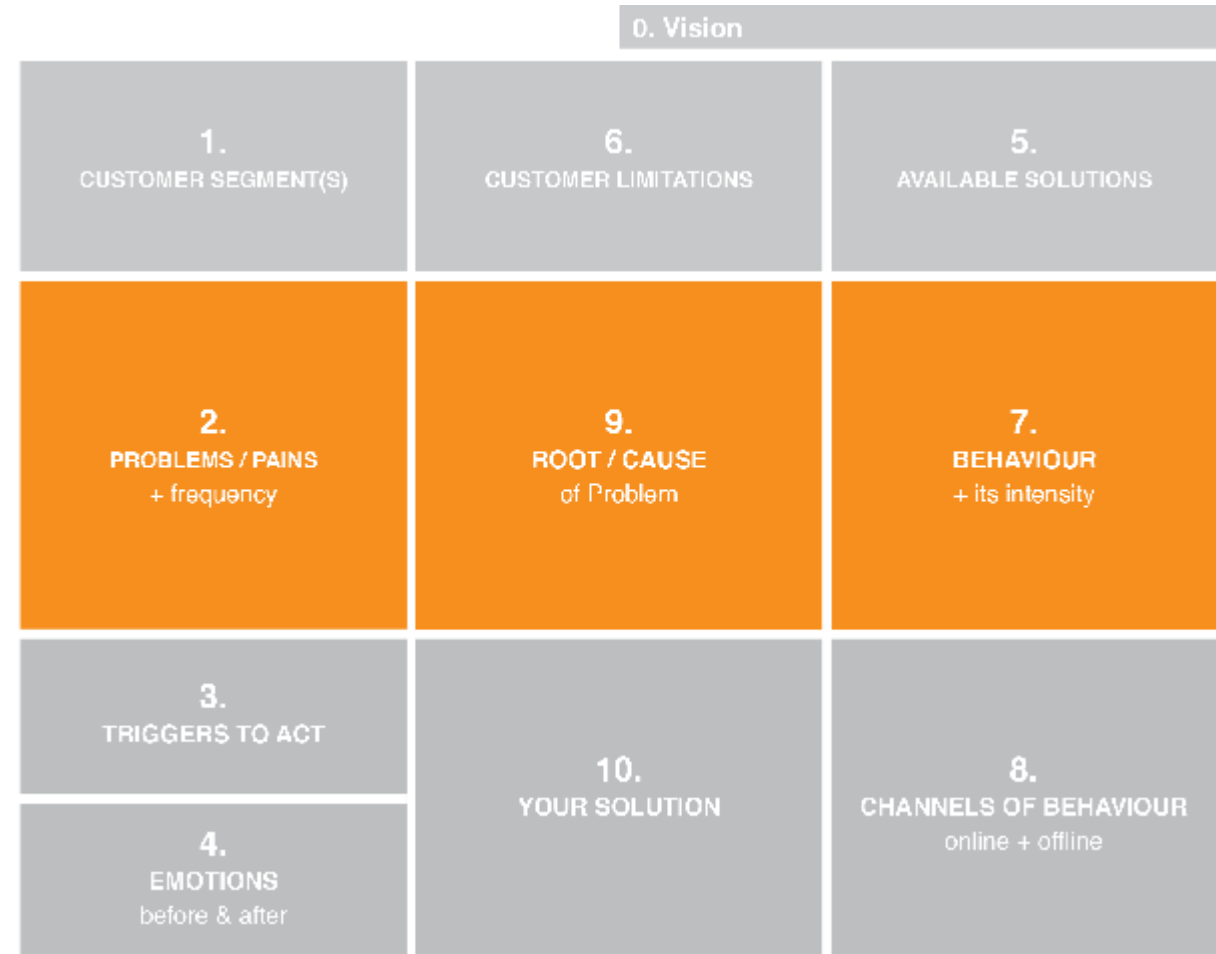 0. Vision
1.
CUSTOMER SEGMENT(S)
6.
CUSTOMER LIMITATIONS
5.
AVAILABLE SOLUTIONS
2.
PROBLEMS / PAINS
+ frequency
9.
ROOT / CAUSE
of Problem
7.
BEHAVIOUR
+ its intensity
3.
TRIGGERS TO ACT
4.
EMOTIONS
before & after
10.
YOUR SOLUTION
8.
CHANNELS OF BEHAVIOUR
online + offline